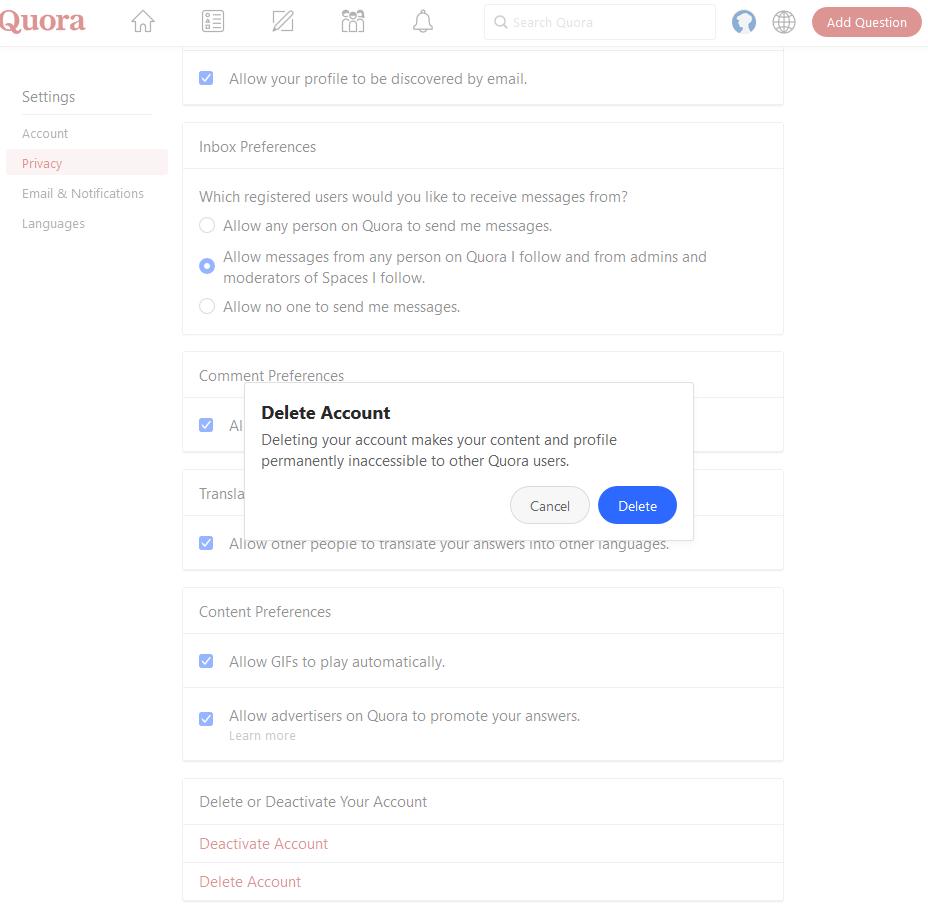 Quora
Search Quora
Add Question
Settings
Account
Privacy
Email & Notifications
Languages
Allow your profile to be discovered by email.
Inbox Preferences
Which registered users would you like to receive messages from?
Allow any person on Quora to send me messages.
Allow messages from any person on Quora I follow and from admins and
moderators of Spaces I follow.
Allow no one to send me messages.
Comment Preferences
Al
Delete Account
Deleting your account makes your content and profile
permanently inaccessible to other Quora users.
Cancel
Delete
Transla
Allow other people to translate your answers into other languages.
Content Preferences
Allow GIFs to play automatically.
Allow advertisers on Quora to promote your answers.
Learn more
Delete or Deactivate Your Account
Deactivate Account
Delete Account